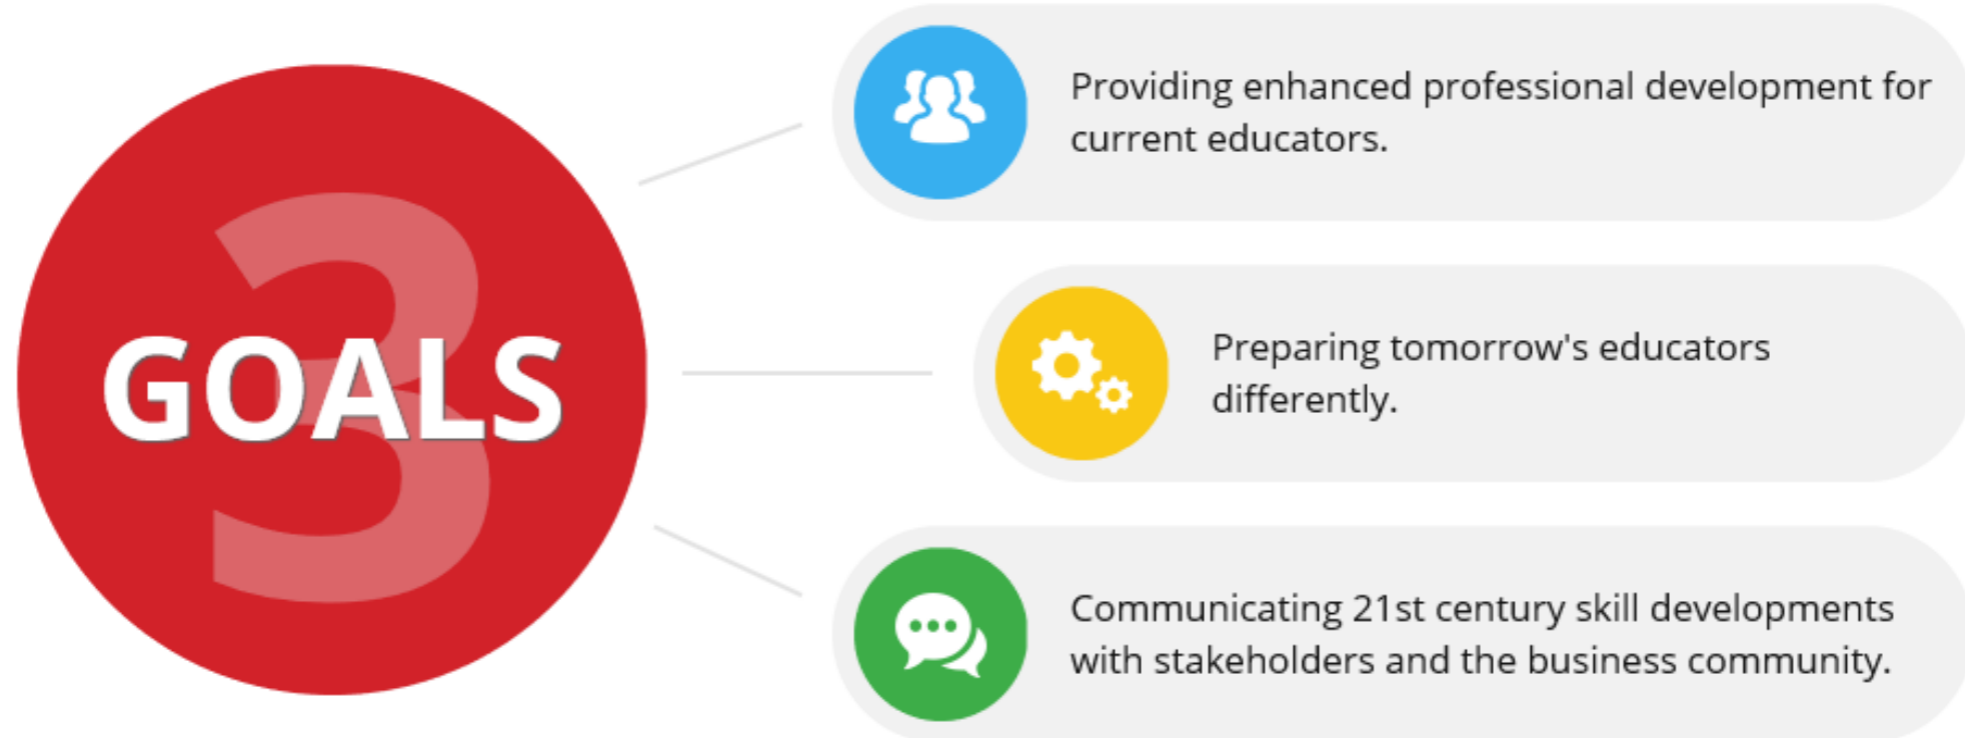 3
GOALS
Providing enhanced professional development for
current educators.
Preparing tomorrow's educators
differently.
Communicating 21st century skill developments
with stakeholders and the business community.